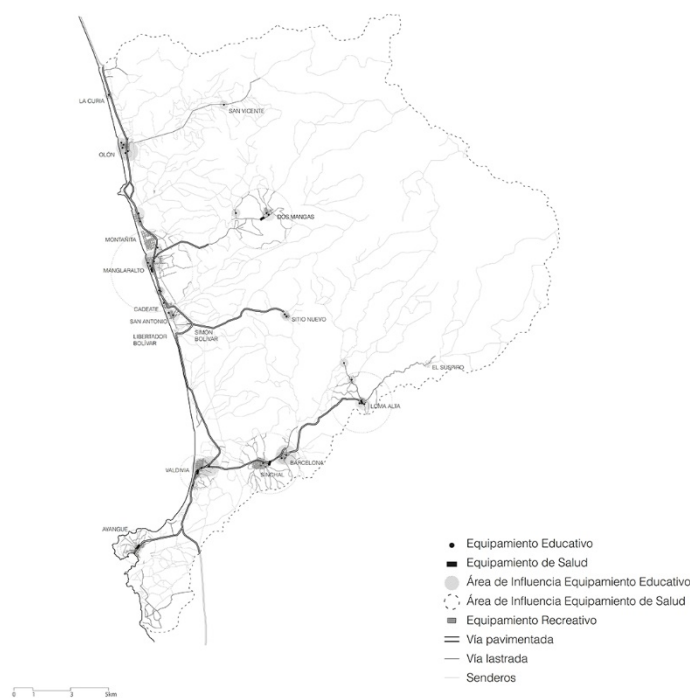 LA CURIA
SAN VICENTE
OLÓN
DOS MANGAS
MONTAÑITA
MANGLARALTO
CADEATE
SAN ANTONIO
SITIO NUEVO
LIBERTADOR
BOLÍVAR
SIMÓN
BOLÍVAR
EL SUSPIRO
LOMA ALTA
BARCELONA
VALDIVIA
SINCHAL
AYANGUE
Equipamiento Educativo
Equipamiento de Salud
Área de Influencia Equipamiento Educativo
Área de Influencia Equipamiento de Salud
Equipamiento Recreativo
Vía pavimentada
Vía lastrada
Senderos
0 1 3 5km